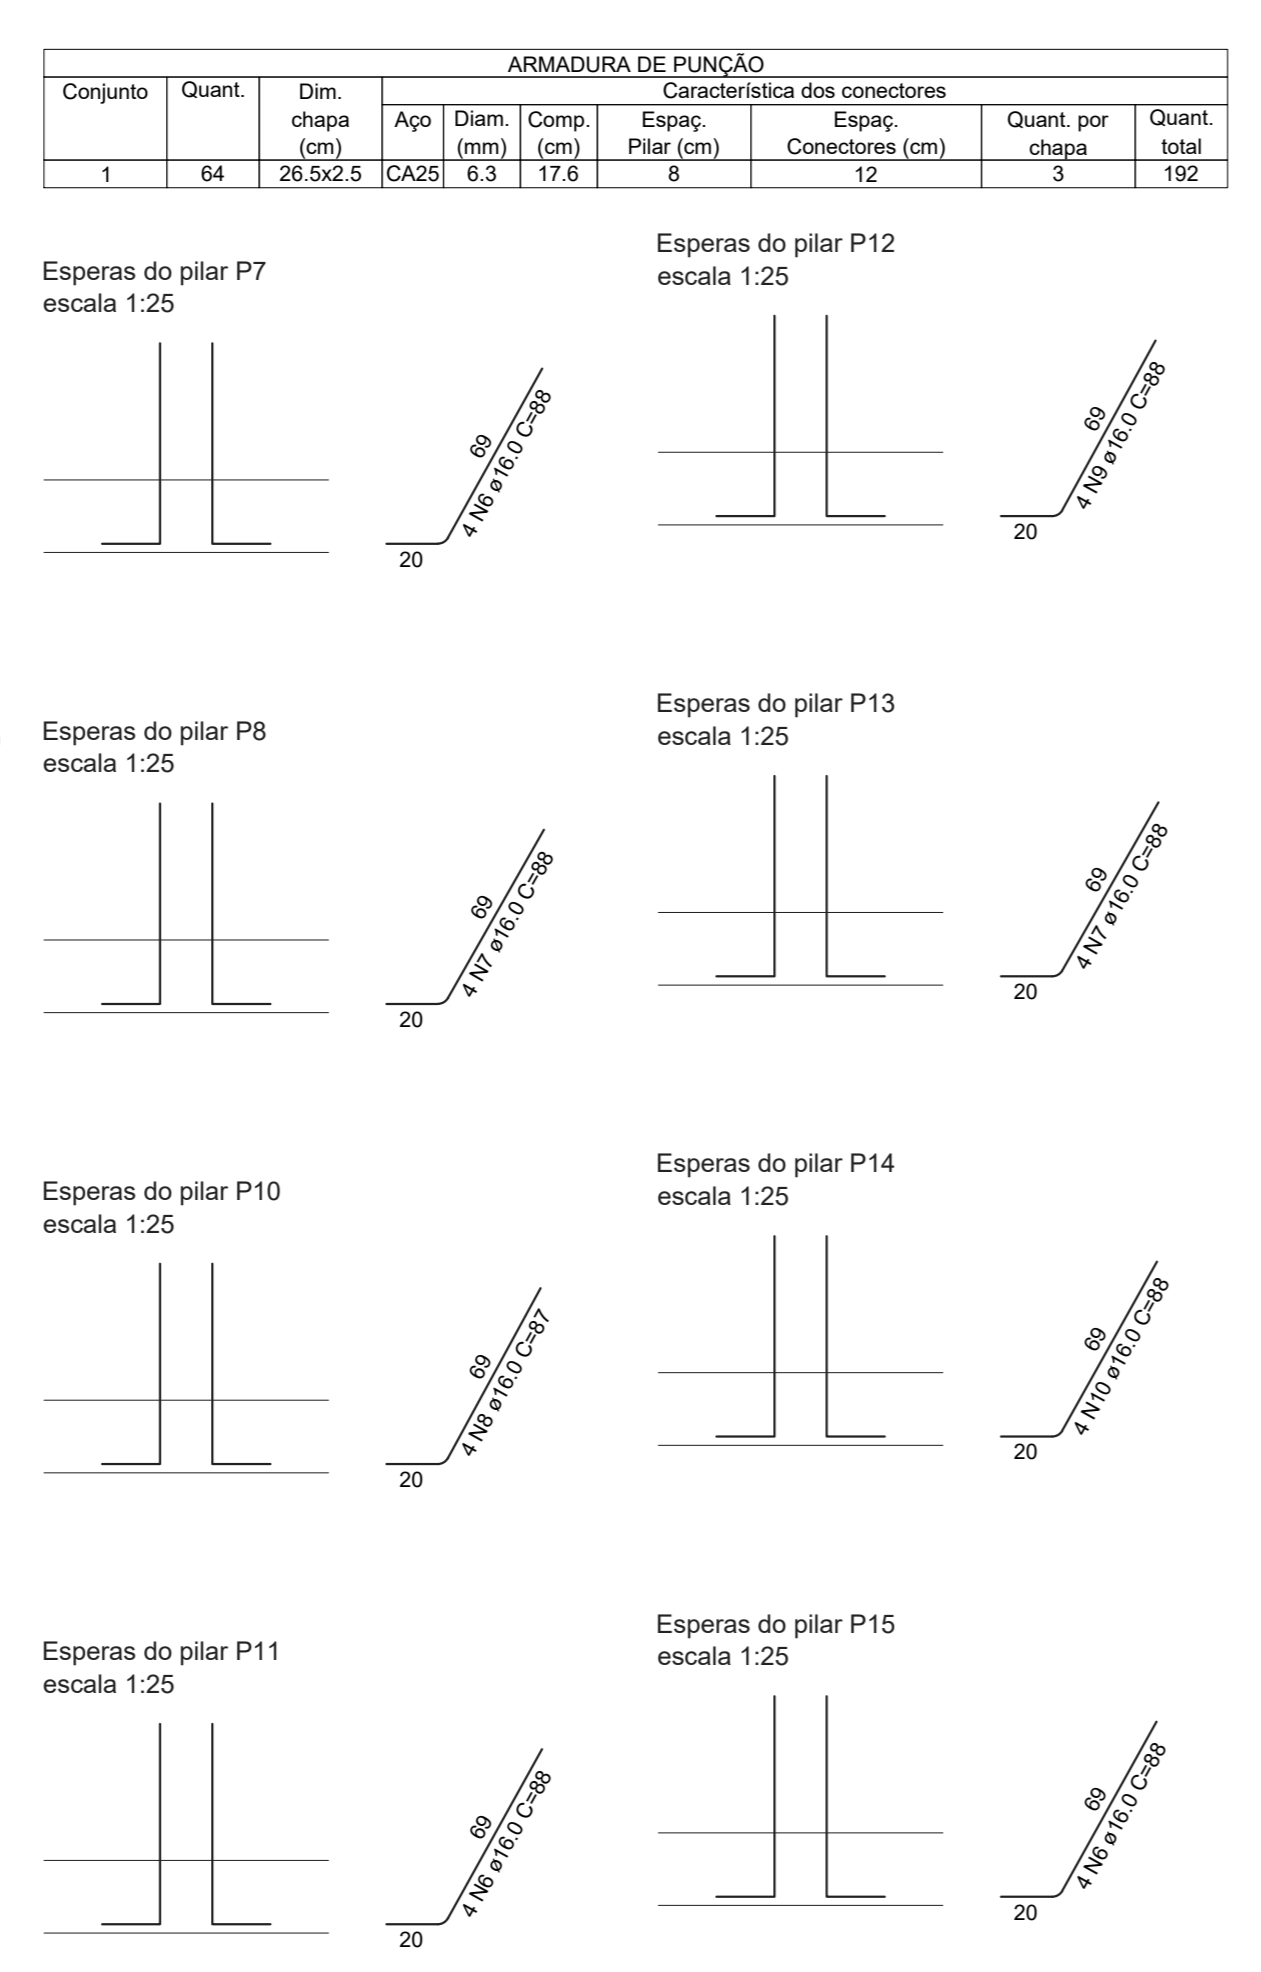 ARMADURA DE PUNÇÃO
Conjunto Quant. Dim. chapa (cm) Característica dos conectores
Aço Diam. (mm) Comp. (cm) Espaç. Pilar (cm) Espaç. Conectores (cm) Quant. por chapa Quant. total
1 64 26.5x2.5 CA25 6.3 17.6 8 12 3 192
Esperas do pilar P7
escala 1:25
69
4 N6 ø16.0 C=88
20
Esperas do pilar P12
escala 1:25
69
4 N9 ø16.0 C=88
20
Esperas do pilar P8
escala 1:25
69
4 N7 ø16.0 C=88
20
Esperas do pilar P13
escala 1:25
69
4 N7 ø16.0 C=88
20
Esperas do pilar P10
escala 1:25
69
4 N8 ø16.0 C=87
20
Esperas do pilar P14
escala 1:25
69
4 N10 ø16.0 C=88
20
Esperas do pilar P11
escala 1:25
69
4 N6 ø16.0 C=88
20
Esperas do pilar P15
escala 1:25
69
4 N6 ø16.0 C=88
20